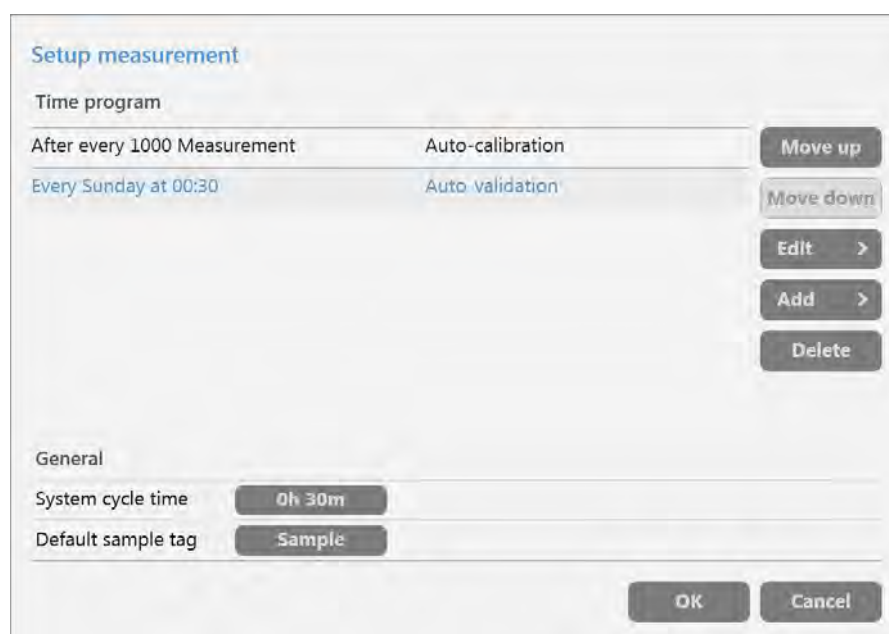 Setup measurement
Time program
After every 1000 Measurement Auto-calibration Move up
Every Sunday at 00:30 Auto validation Move down
Edit >
Add >
Delete
General
System cycle time 0h 30m
Default sample tag Sample
OK Cancel